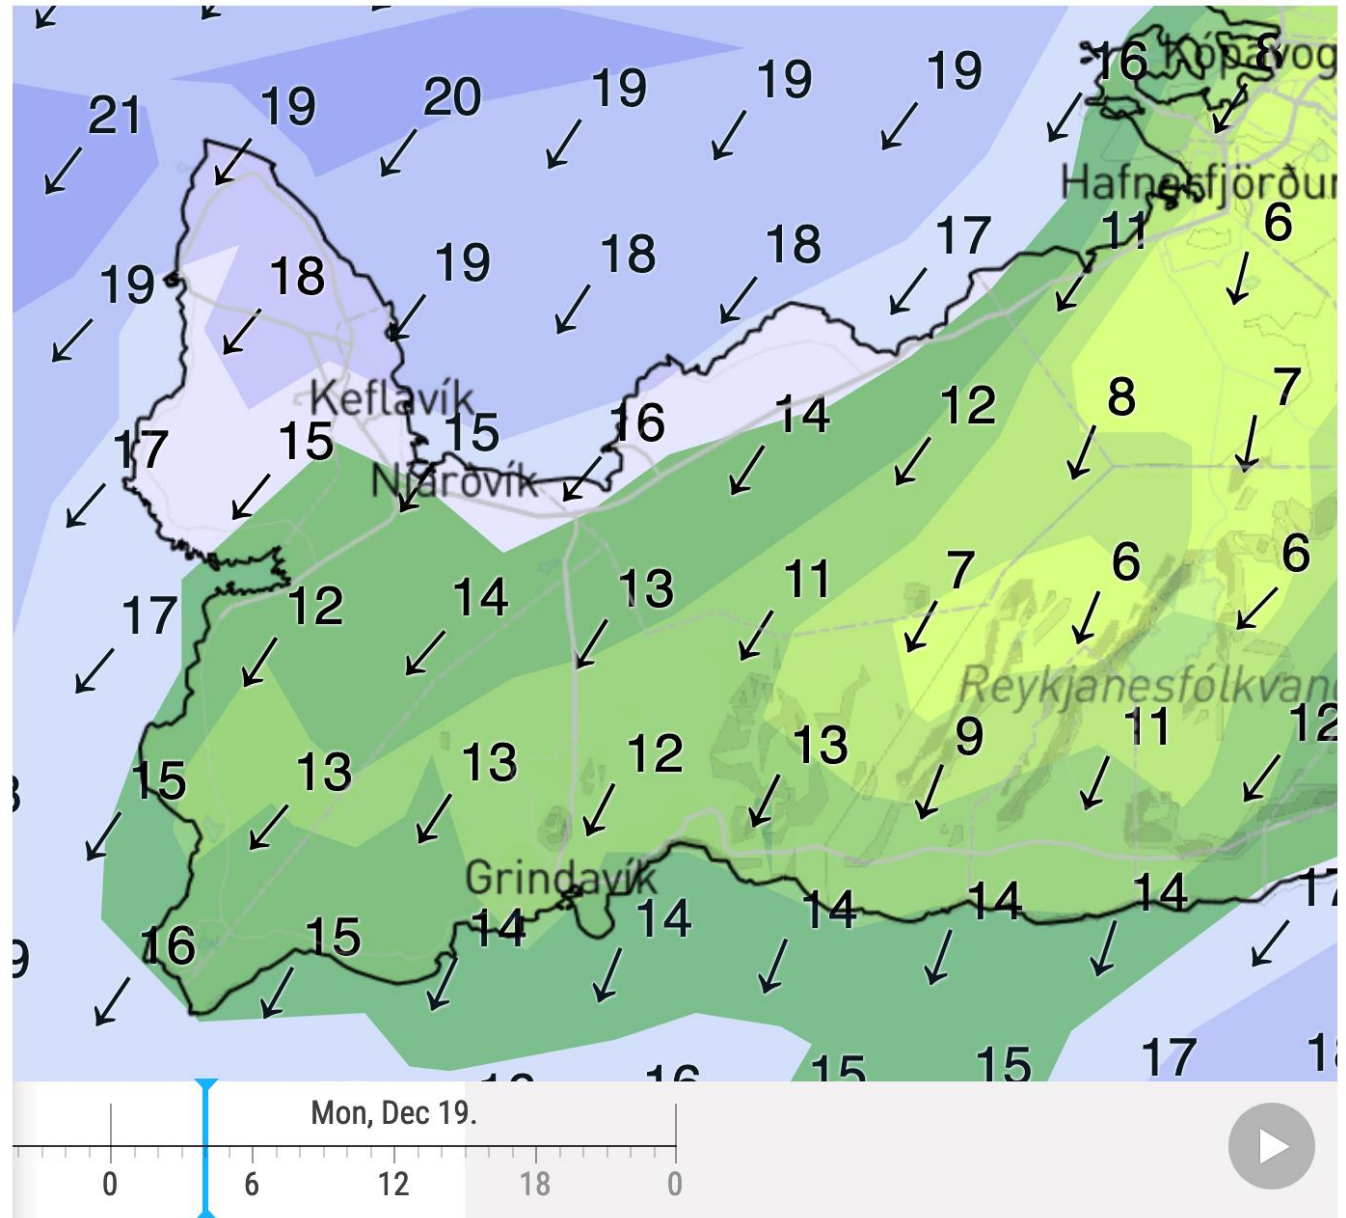 16 Kópavog 8
21 19 20 19 19 19
Hafnarfjörður
11 6
19 18 19 18 18 17
Keflavík
17 15 15 16 14 12 8 7
Njarðvík
17 12 14 13 11 7 6 6
Reykjanesfólkvang
15 13 13 12 13 9 11 12
Grindavík
9 16 15 14 14 14 14 14 17
16 15 15 17
Mon, Dec 19.
0 6 12 18 0